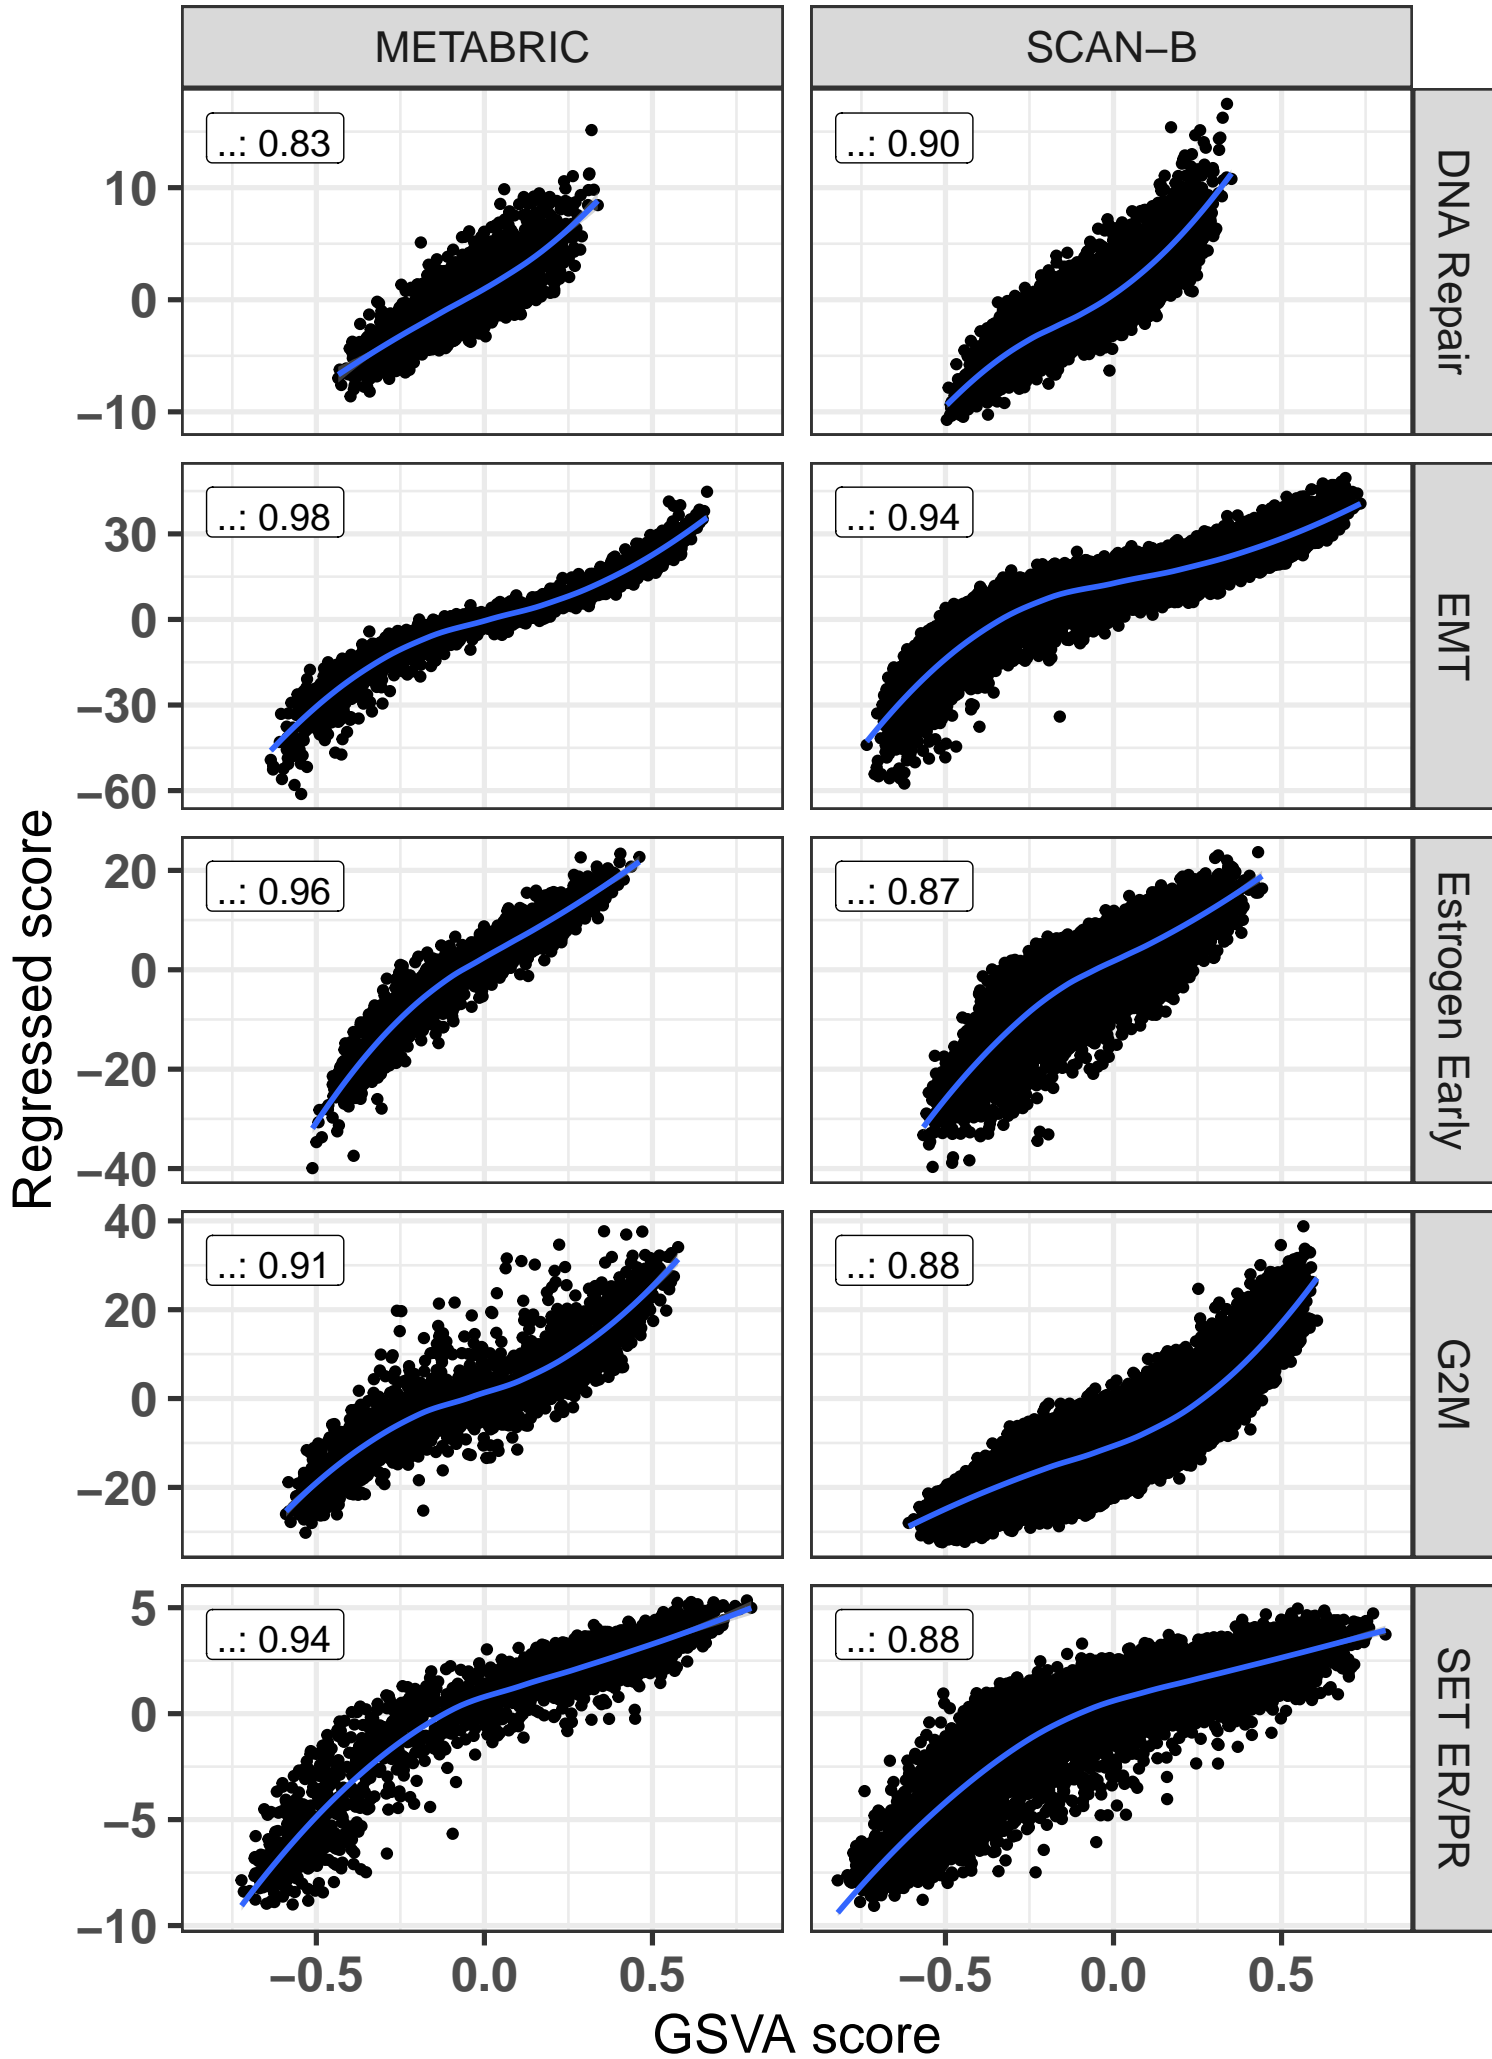 METABRIC
SCAN−B
..: 0.83
..: 0.90
10
0
−10
DNA Repair
..: 0.98
..: 0.94
30
0
−30
−60
EMT
..: 0.96
..: 0.87
20
0
−20
−40
Estrogen Early
Regressed score
..: 0.91
..: 0.88
40
20
0
−20
G2M
..: 0.94
..: 0.88
5
0
−5
−10
SET ER/PR
−0.5 0.0 0.5
−0.5 0.0 0.5
GSVA score